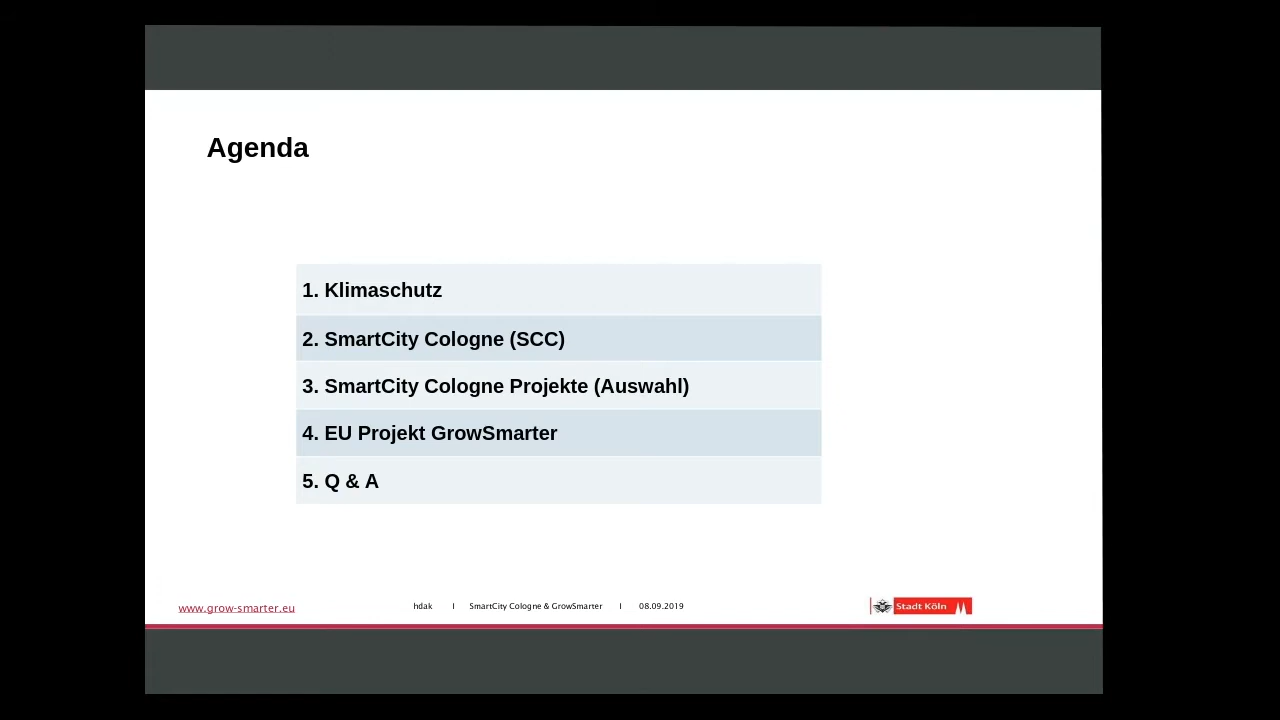 Agenda
1. Klimaschutz
2. SmartCity Cologne (SCC)
3. SmartCity Cologne Projekte (Auswahl)
4. EU Projekt GrowSmarter
5. Q & A
www.grow-smarter.eu
hdak I SmartCity Cologne & GrowSmarter I 08.09.2019
Stadt Köln